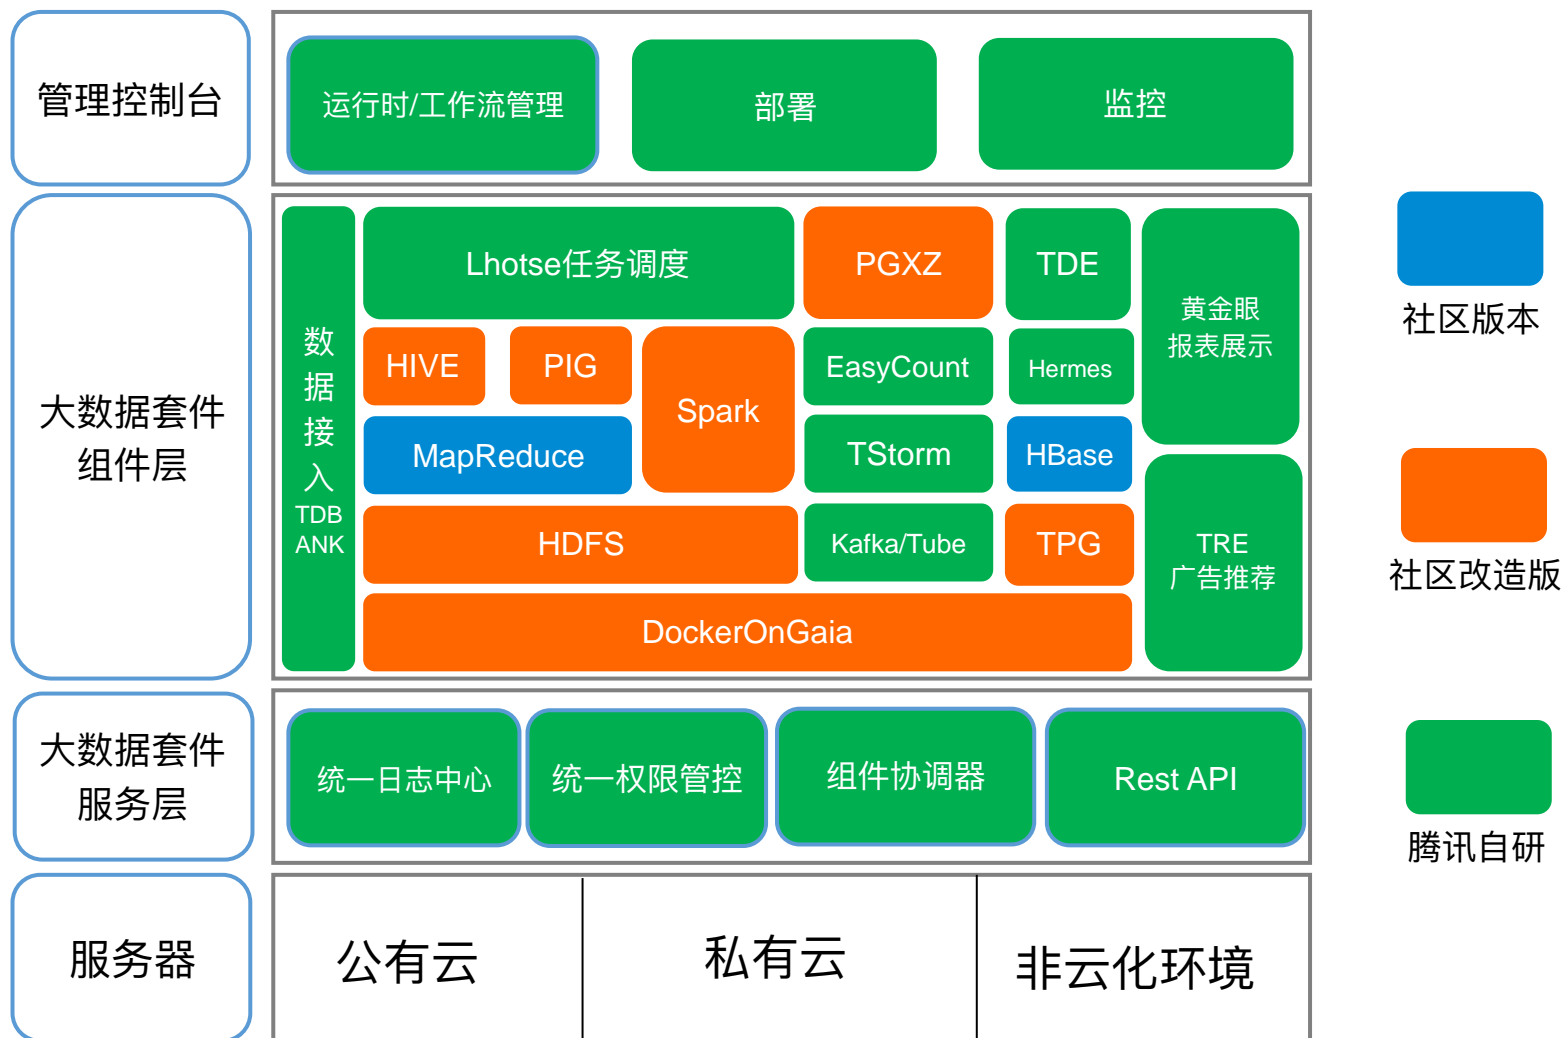 管理控制台
运行时/工作流管理
部署
监控
大数据套件
组件层
数
据
接
入
TDB
ANK
Lhotse任务调度
PGXZ
TDE
黄金眼
报表展示
HIVE
PIG
Spark
EasyCount
Hermes
MapReduce
TStorm
HBase
HDFS
Kafka/Tube
TPG
TRE
广告推荐
DockerOnGaia
大数据套件
服务层
统一日志中心
统一权限管控
组件协调器
Rest API
服务器
公有云
私有云
非云化环境
社区版本
社区改造版
腾讯自研